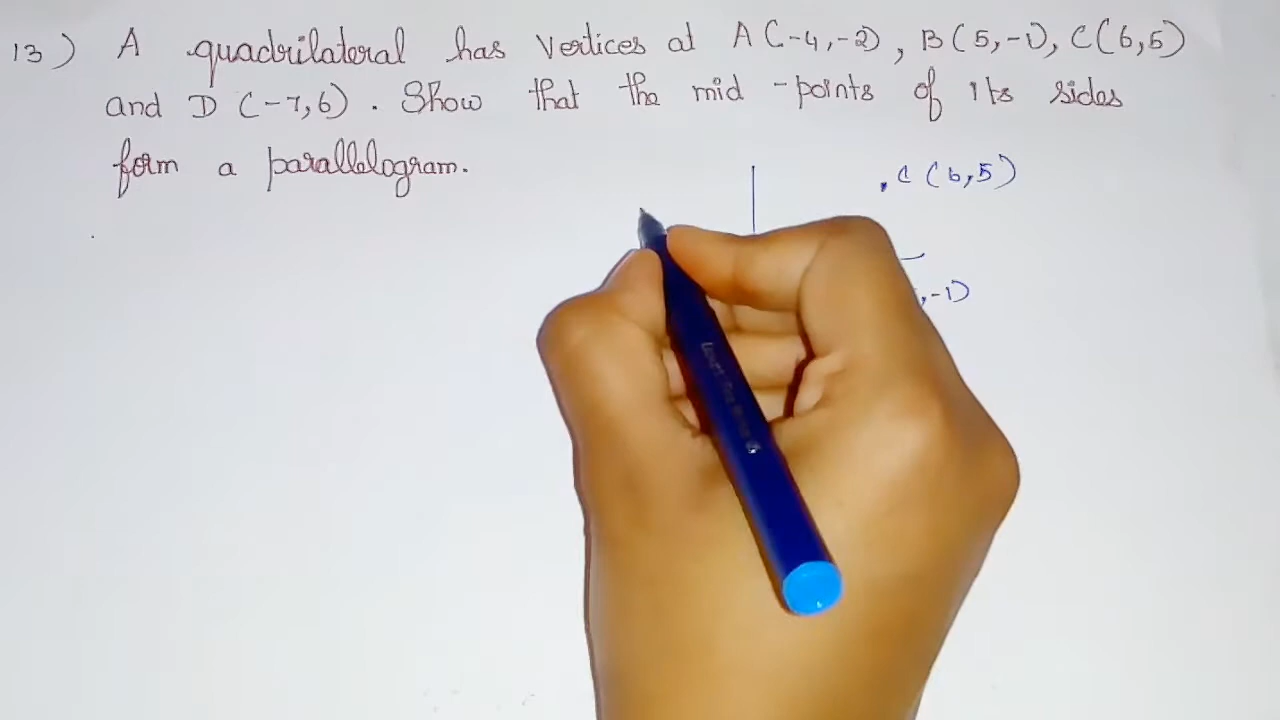 13) A quadrilateral has vertices at A(-4,-2), B(5,-1), C(6,5)
and D(-7,6). Show that the mid-points of its sides
form a parallelogram.
C(6,5)
,-1)